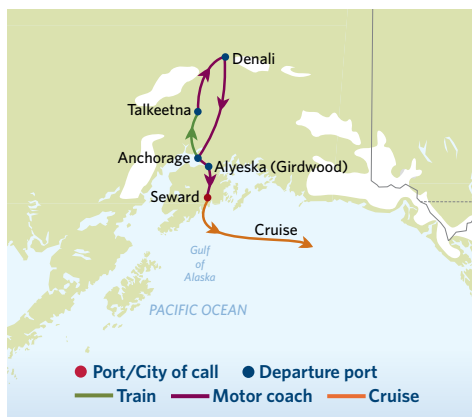 Denali
Talkeetna
Anchorage
Alyeska (Girdwood)
Seward
Cruise
Gulf
of
Alaska
PACIFIC OCEAN
Port/City of call
Departure port
Train
Motor coach
Cruise